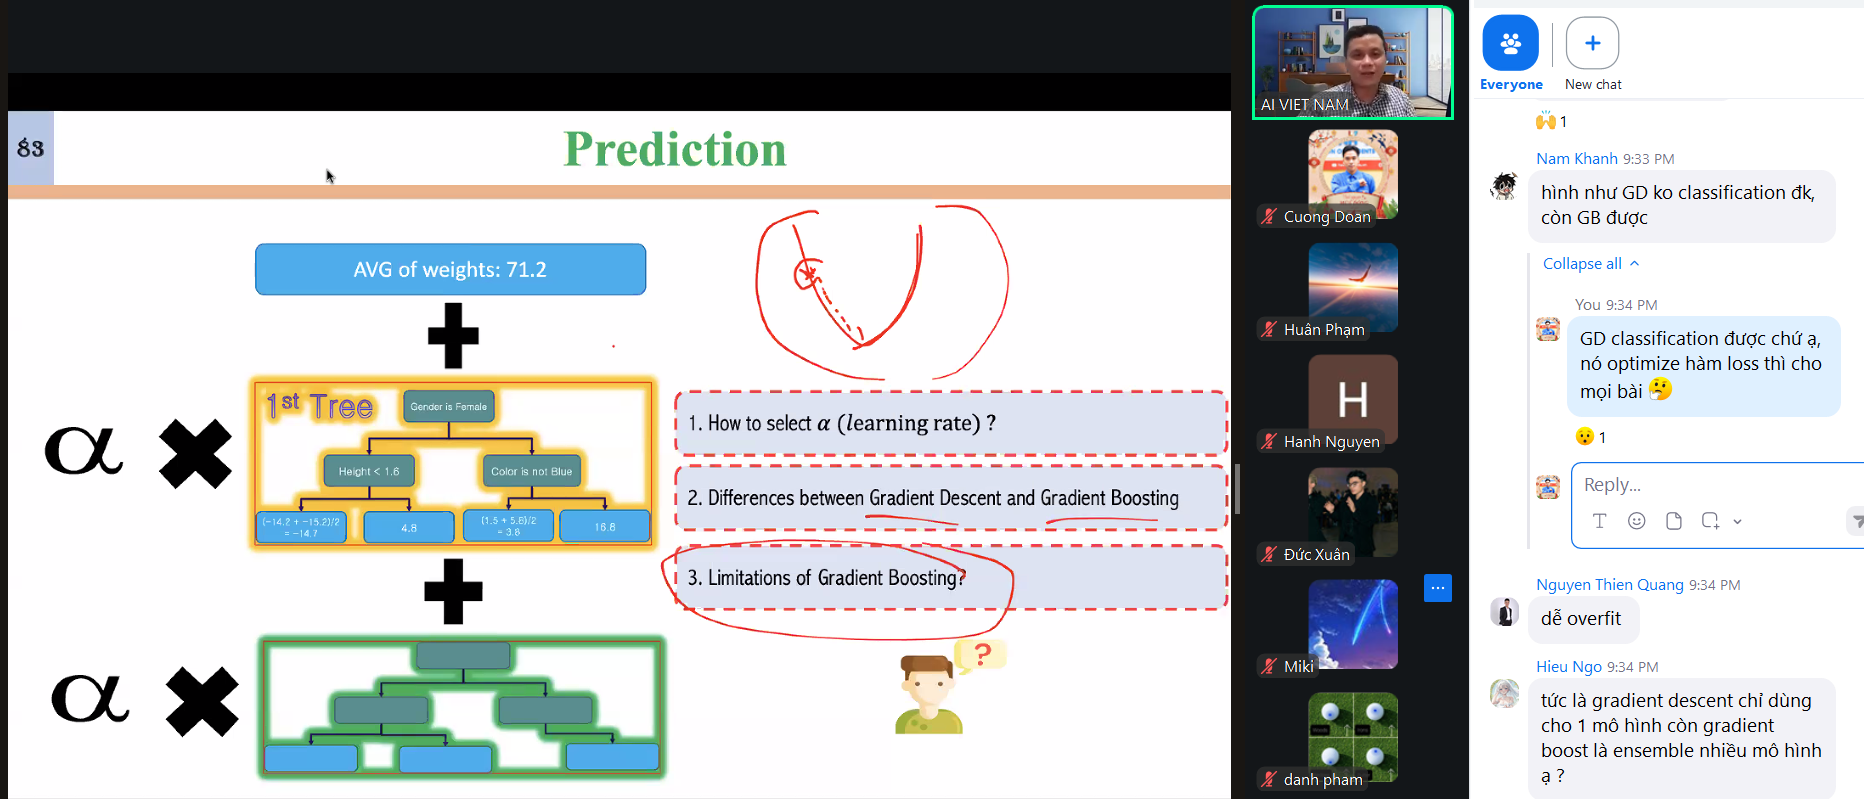 83
Prediction
AVG of weights: 71.2
1st Tree
Gender is Female
Height < 1.6
Color is not Blue
(-14.2 + -15.2)/2
= -14.7
4.8
(1.5 + 5.8)/2
= 3.8
16.8
α
α
1. How to select α (learning rate) ?
2. Differences between Gradient Descent and Gradient Boosting
3. Limitations of Gradient Boosting?
?
AI VIET NAM
Cuong Doan
Huân Phạm
H
Hanh Nguyen
Đức Xuân
Miki
danh pham
Everyone
New chat
1
Nam Khanh 9:33 PM
hình như GD ko classification đk,
còn GB được
Collapse all
You 9:34 PM
GD classification được chứ ạ,
nó optimize hàm loss thì cho
mọi bài 🤔
1
Reply...
Nguyen Thien Quang 9:34 PM
dễ overfit
Hieu Ngo 9:34 PM
tức là gradient descent chỉ dùng
cho 1 mô hình còn gradient
boost là ensemble nhiều mô hình
ạ ?